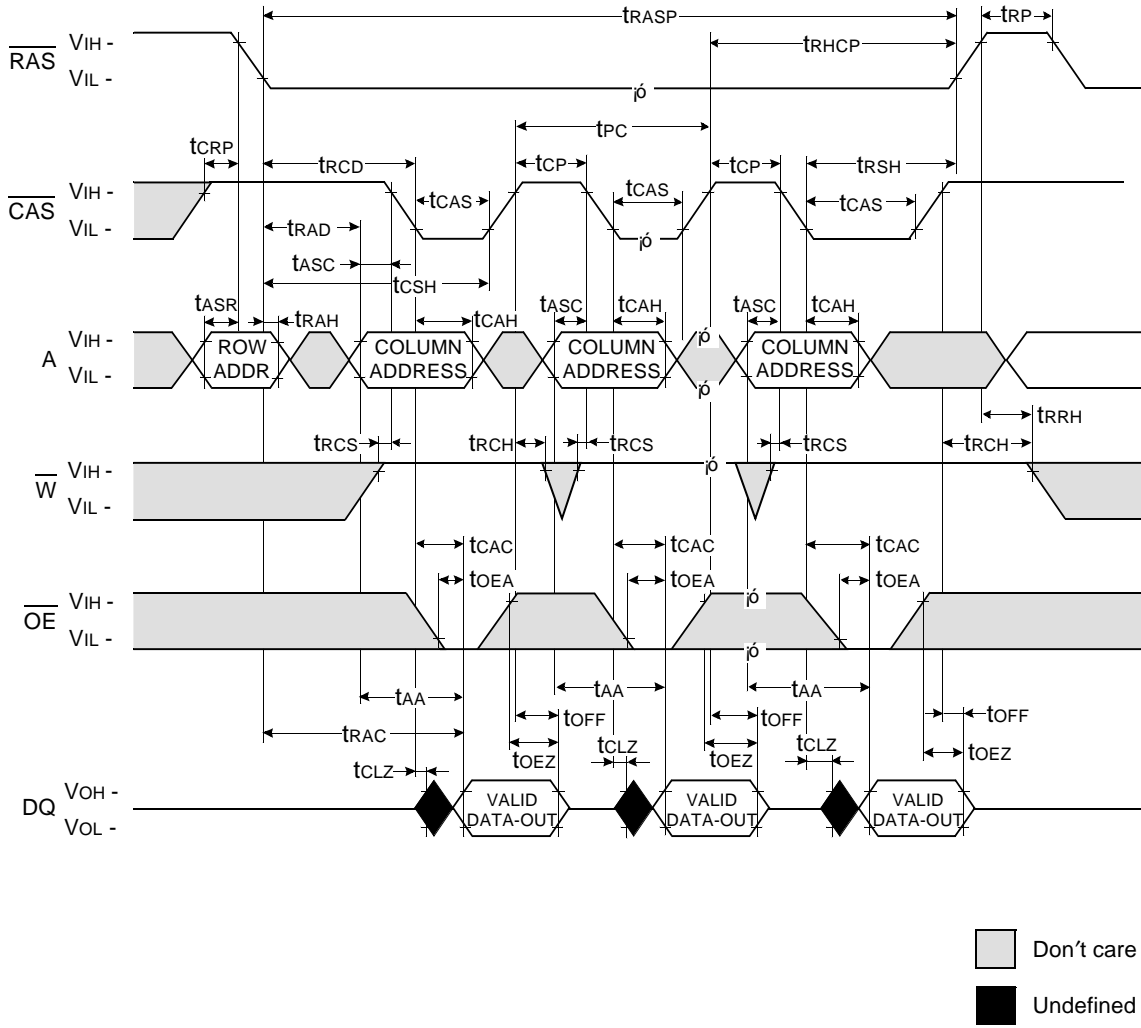 tRASP
tRP
RAS
VIH -
VIL -
tRHCP
¡ó
tCRP
tRCD
tPC
tCP
tCP
tRSH
CAS
VIH -
VIL -
tCAS
tCAS
tCAS
¡ó
tRAD
tASC
tCSH
tASR
tRAH
tCAH
tASC
tCAH
tASC
tCAH
A
VIH -
VIL -
ROW
ADDR
COLUMN
ADDRESS
COLUMN
ADDRESS
¡ó
¡ó
COLUMN
ADDRESS
tRRH
tRCS
tRCH
tRCS
tRCS
tRCH
W
VIH -
VIL -
¡ó
tCAC
tCAC
tCAC
tOEA
tOEA
tOEA
OE
VIH -
VIL -
¡ó
¡ó
tAA
tAA
tAA
tOFF
tOFF
tOFF
tRAC
tCLZ
tOEZ
tCLZ
tOEZ
tCLZ
tOEZ
DQ
VOH -
VOL -
VALID
DATA-OUT
VALID
DATA-OUT
VALID
DATA-OUT
Don′t care
Undefined